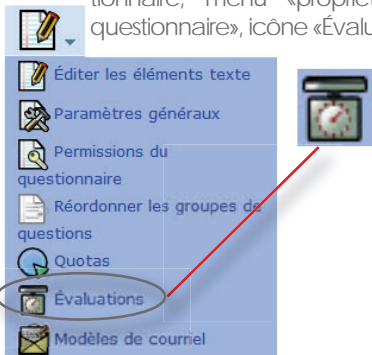 questionnaire», icône «Évalu
Éditer les éléments texte
Paramètres généraux
Permissions du
questionnaire
Réordonner les groupes de
questions
Quotas
Évaluations
Modèles de courriel